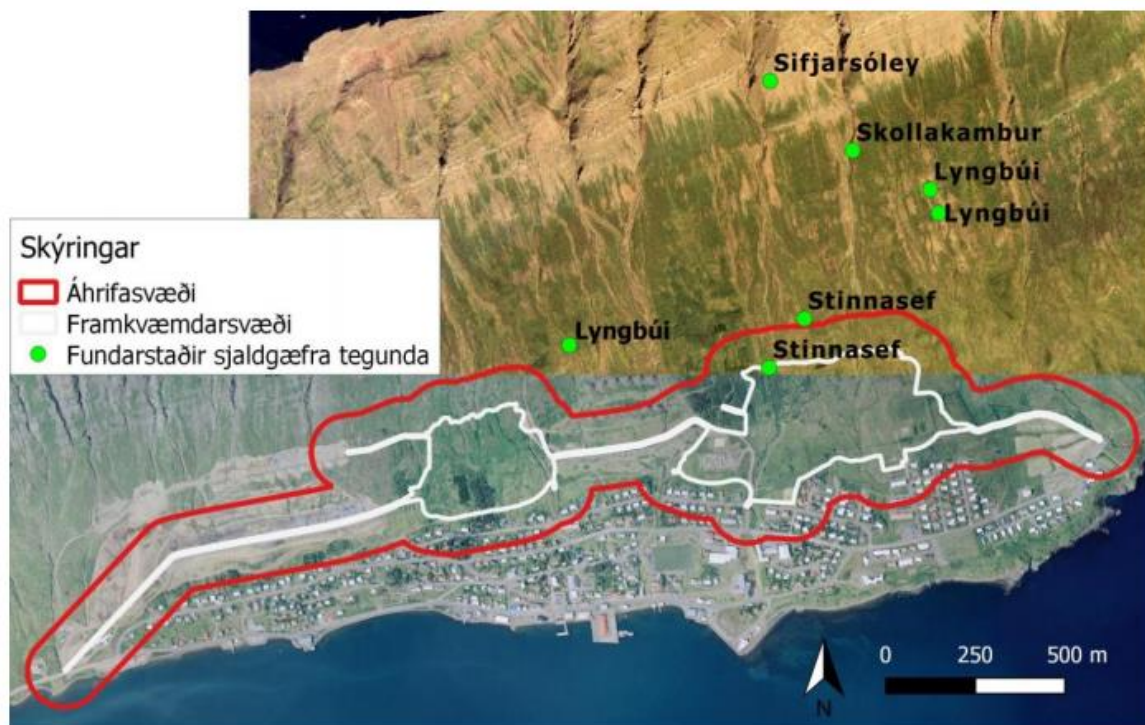 Sifjarsóley
Skollakambur
Lyngbúi
Lyngbúi
Skýringar
Áhrifasvæði
Framkvæmdarsvæði
Fundarstaðir sjaldgæfra tegunda
Stinnasef
Lyngbúi
Stinnasef
0 250 500 m
N